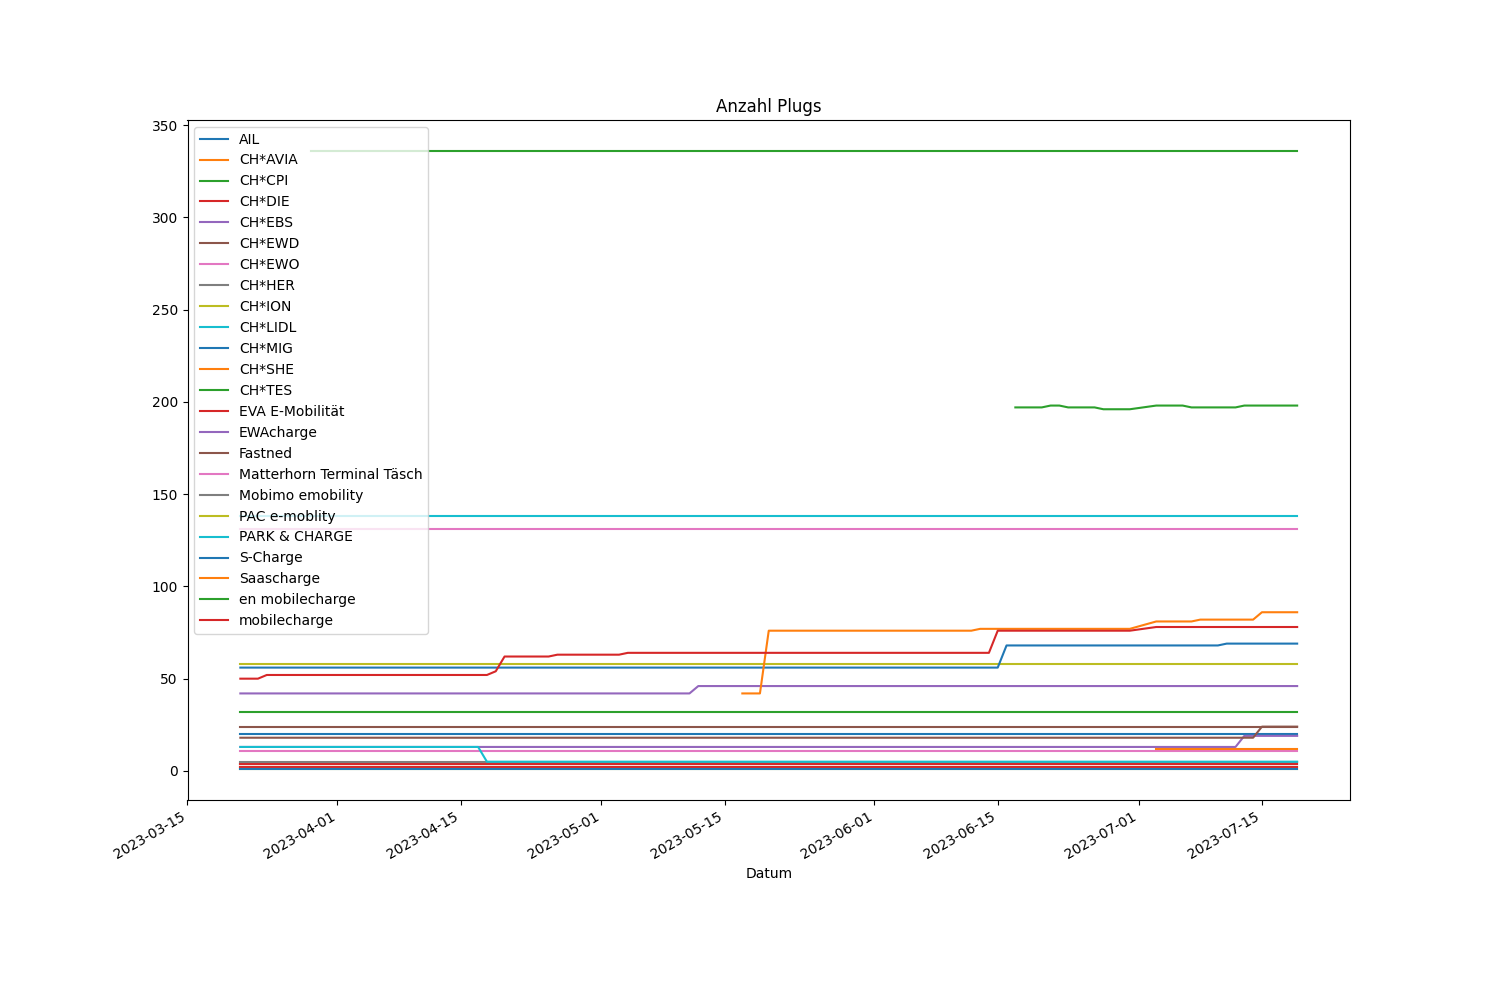 Anzahl Plugs
350
300
250
200
150
100
50
0
AIL
CH*AVIA
CH*CPI
CH*DIE
CH*EBS
CH*EWD
CH*EWO
CH*HER
CH*ION
CH*LIDL
CH*MIG
CH*SHE
CH*TES
EVA E-Mobilität
EWAcharge
Fastned
Matterhorn Terminal Täsch
Mobimo emobility
PAC e-moblity
PARK & CHARGE
S-Charge
Saascharge
en mobilecharge
mobilecharge
2023-03-15
2023-04-01
2023-04-15
2023-05-01
2023-05-15
2023-06-01
2023-06-15
2023-07-01
2023-07-15
Datum